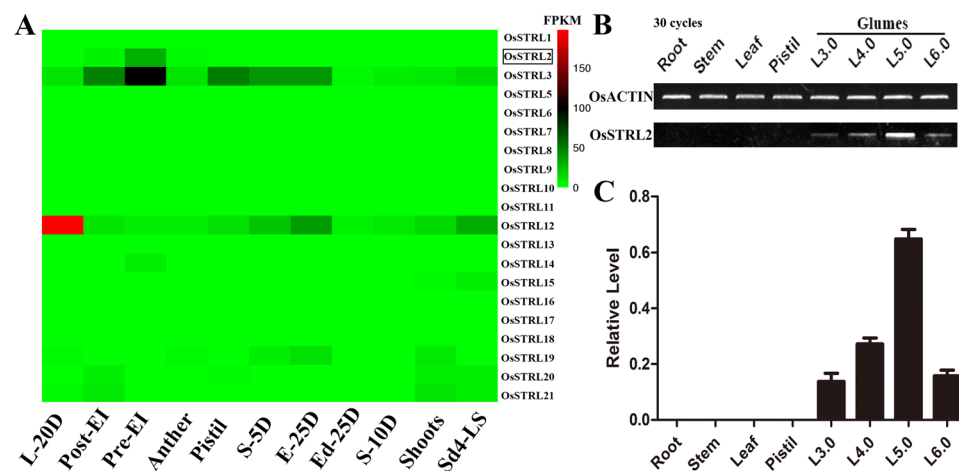 A
FPKM
150
100
50
0
OsSTRL1
OsSTRL2
OsSTRL3
OsSTRL5
OsSTRL6
OsSTRL7
OsSTRL8
OsSTRL9
OsSTRL10
OsSTRL11
OsSTRL12
OsSTRL13
OsSTRL14
OsSTRL15
OsSTRL16
OsSTRL17
OsSTRL18
OsSTRL19
OsSTRL20
OsSTRL21
L-20D
Post-EI
Pre-EI
Anther
Pistil
S-5D
E-25D
Ed-25D
S-10D
Shoots
Sd4-LS
B
30 cycles
Glumes
Root
Stem
Leaf
Pistil
L3.0
L4.0
L5.0
L6.0
OsACTIN
OsSTRL2
C
Relative Level
0.8
0.6
0.4
0.2
0.0
Root
Stem
Leaf
Pistil
L3.0
L4.0
L5.0
L6.0